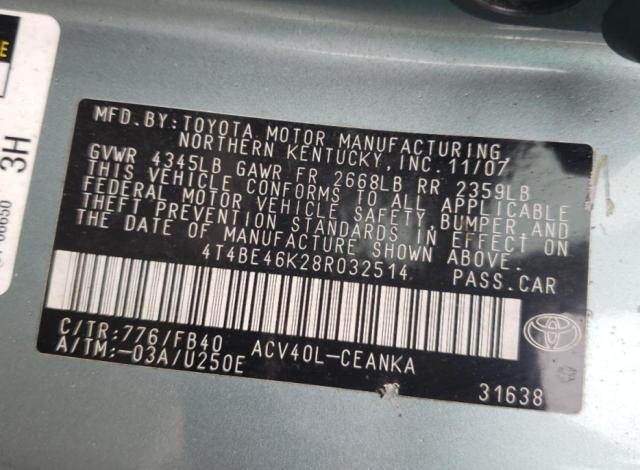 E
3H
06650
MFD.BY:TOYOTA MOTOR MANUFACTURING
NORTHERN KENTUCKY, INC. 11/07
GVWR 4345LB GAWR FR 2668LB RR 2359LB
THIS VEHICLE CONFORMS TO ALL APPLICABLE
FEDERAL MOTOR VEHICLE SAFETY, BUMPER, AND
THEFT PREVENTION STANDARDS IN EFFECT ON
THE DATE OF MANUFACTURE SHOWN ABOVE.
4T4BE46K28R032514 PASS.CAR
C/TR:776/FB40 ACV40L-CEANKA
A/TM:-03A/U250E
TOYOTA
31638